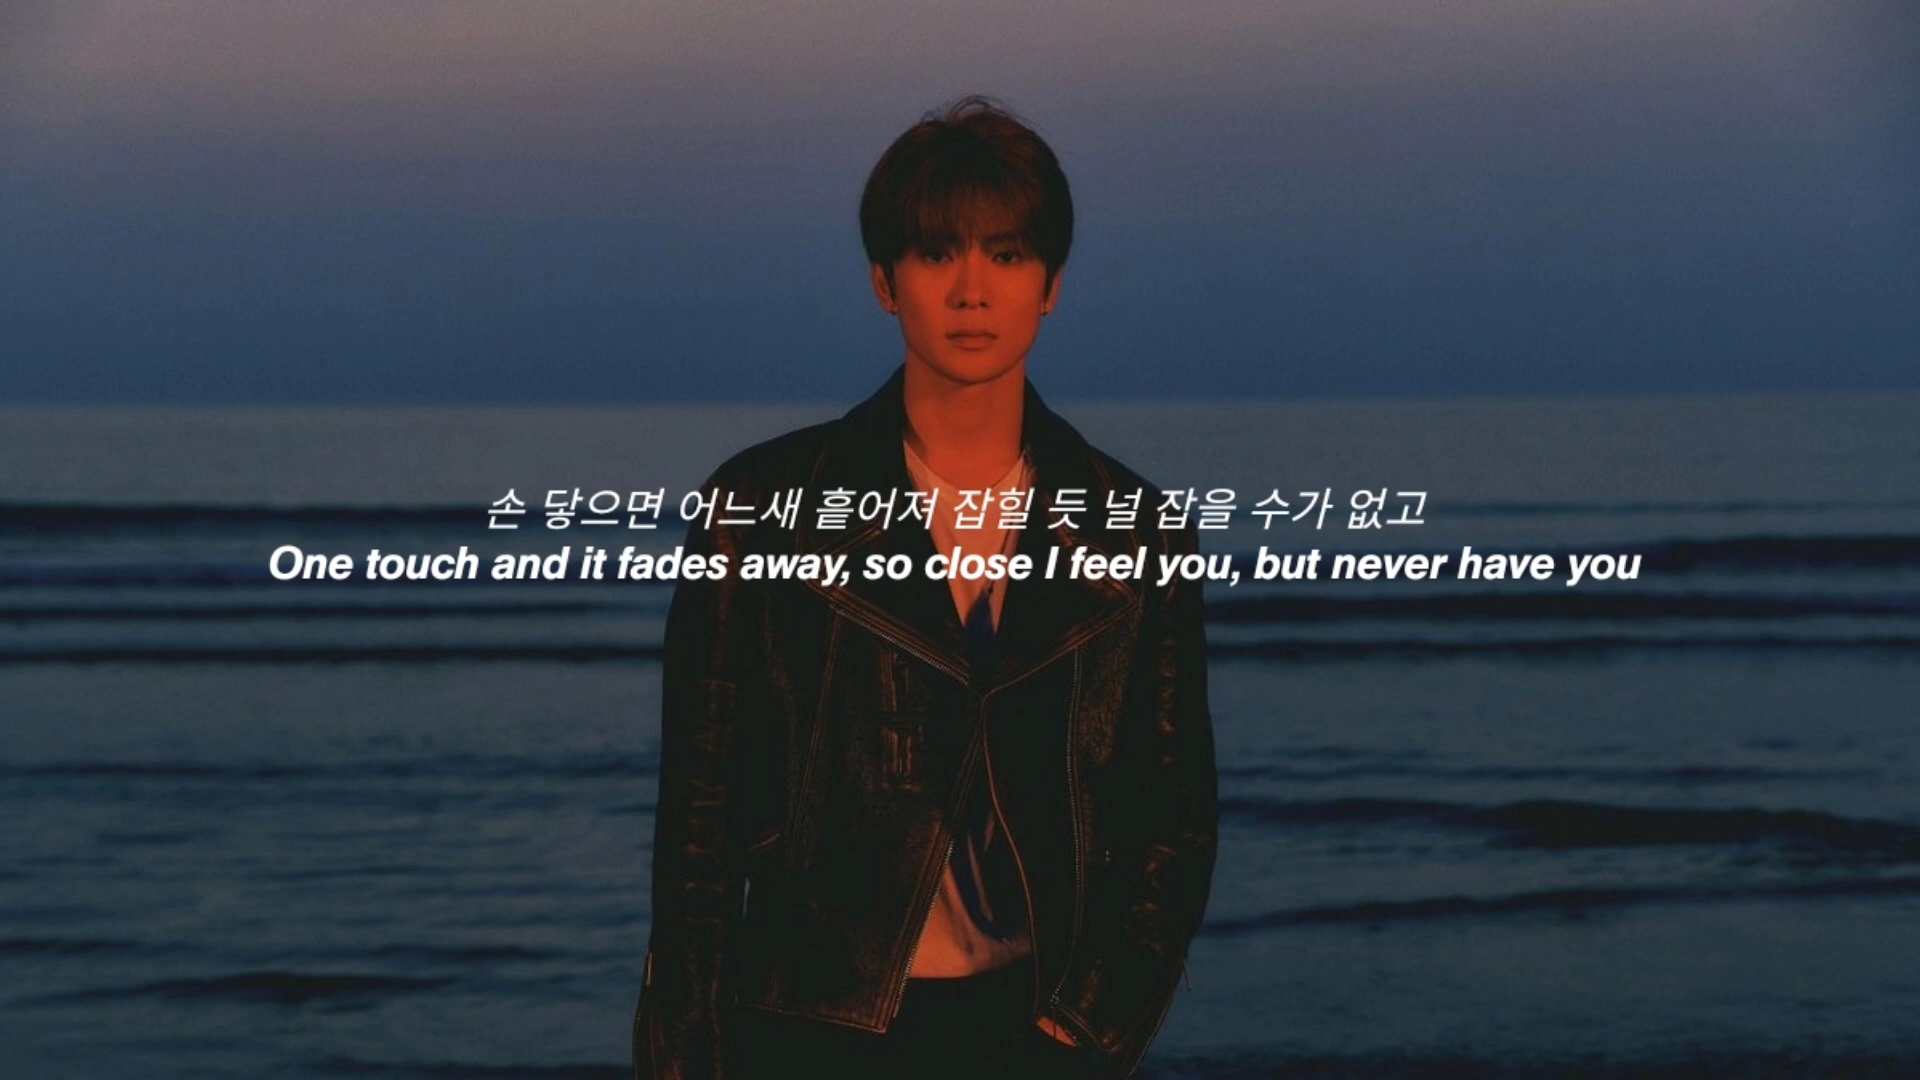 손 닿으면 어느새 흩어져 잡힐 듯 널 잡을 수가 없고
One touch and it fades away, so close I feel you, but never have you